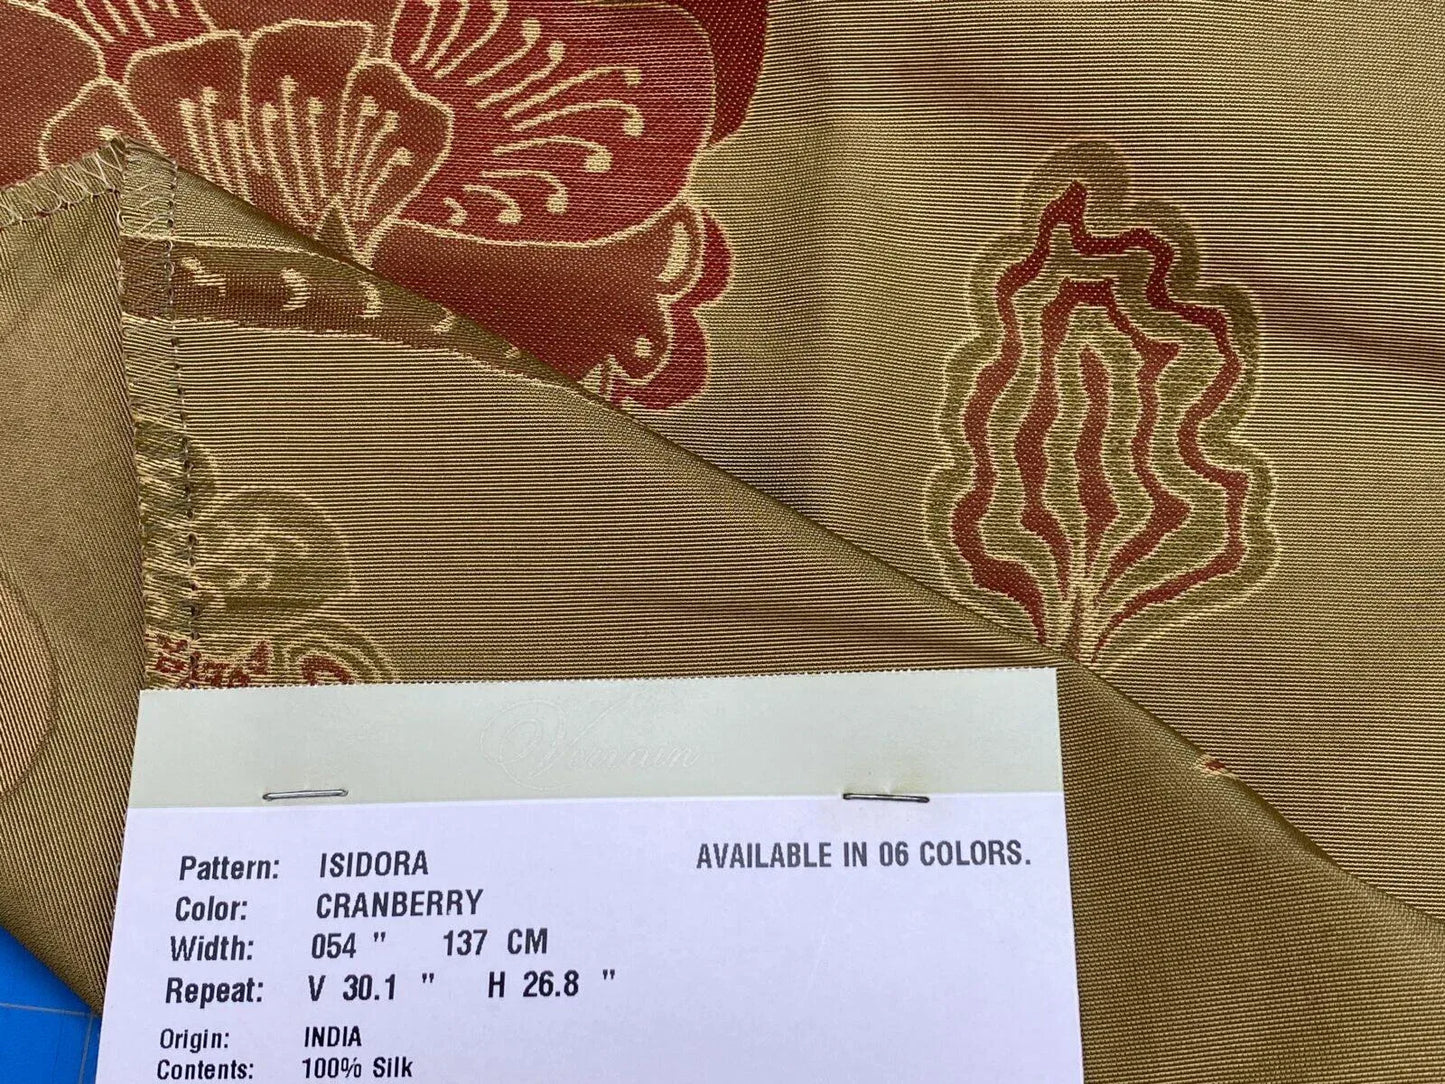 Vervain
Pattern: ISIDORA AVAILABLE IN 06 COLORS.
Color: CRANBERRY
Width: 054 " 137 CM
Repeat: V 30.1 " H 26.8 "
Origin: INDIA
Contents: 100% Silk